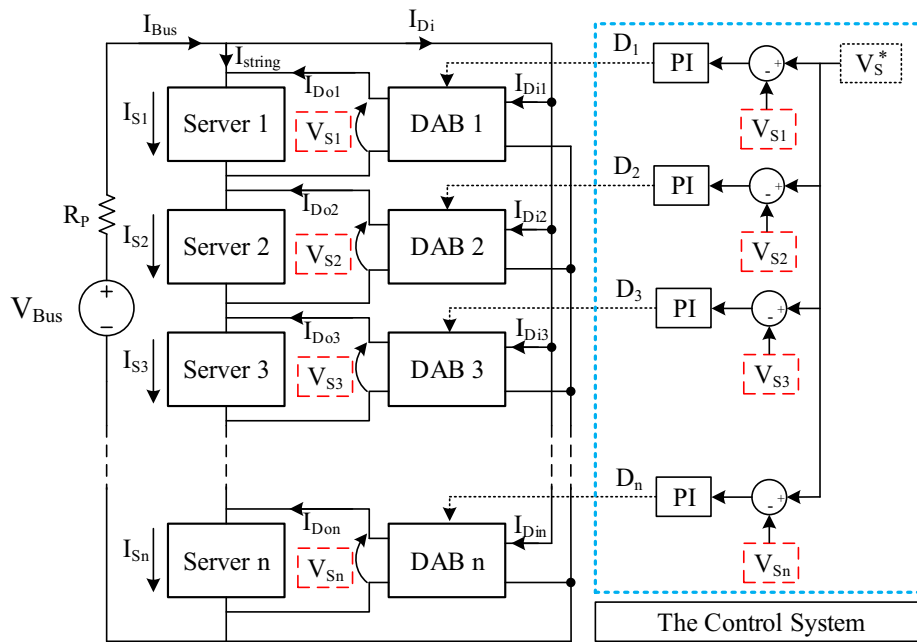 I_Bus
I_Di
I_string
I_Do1
I_Di1
I_S1
Server 1
V_S1
DAB 1
D_1
PI
- +
V_S^*
V_S1
I_Do2
I_Di2
I_S2
Server 2
V_S2
DAB 2
D_2
PI
- +
V_S2
R_P
V_Bus
+
−
I_Do3
I_Di3
I_S3
Server 3
V_S3
DAB 3
D_3
PI
- +
V_S3
I_Don
I_Din
I_Sn
Server n
V_Sn
DAB n
D_n
PI
- +
V_Sn
The Control System